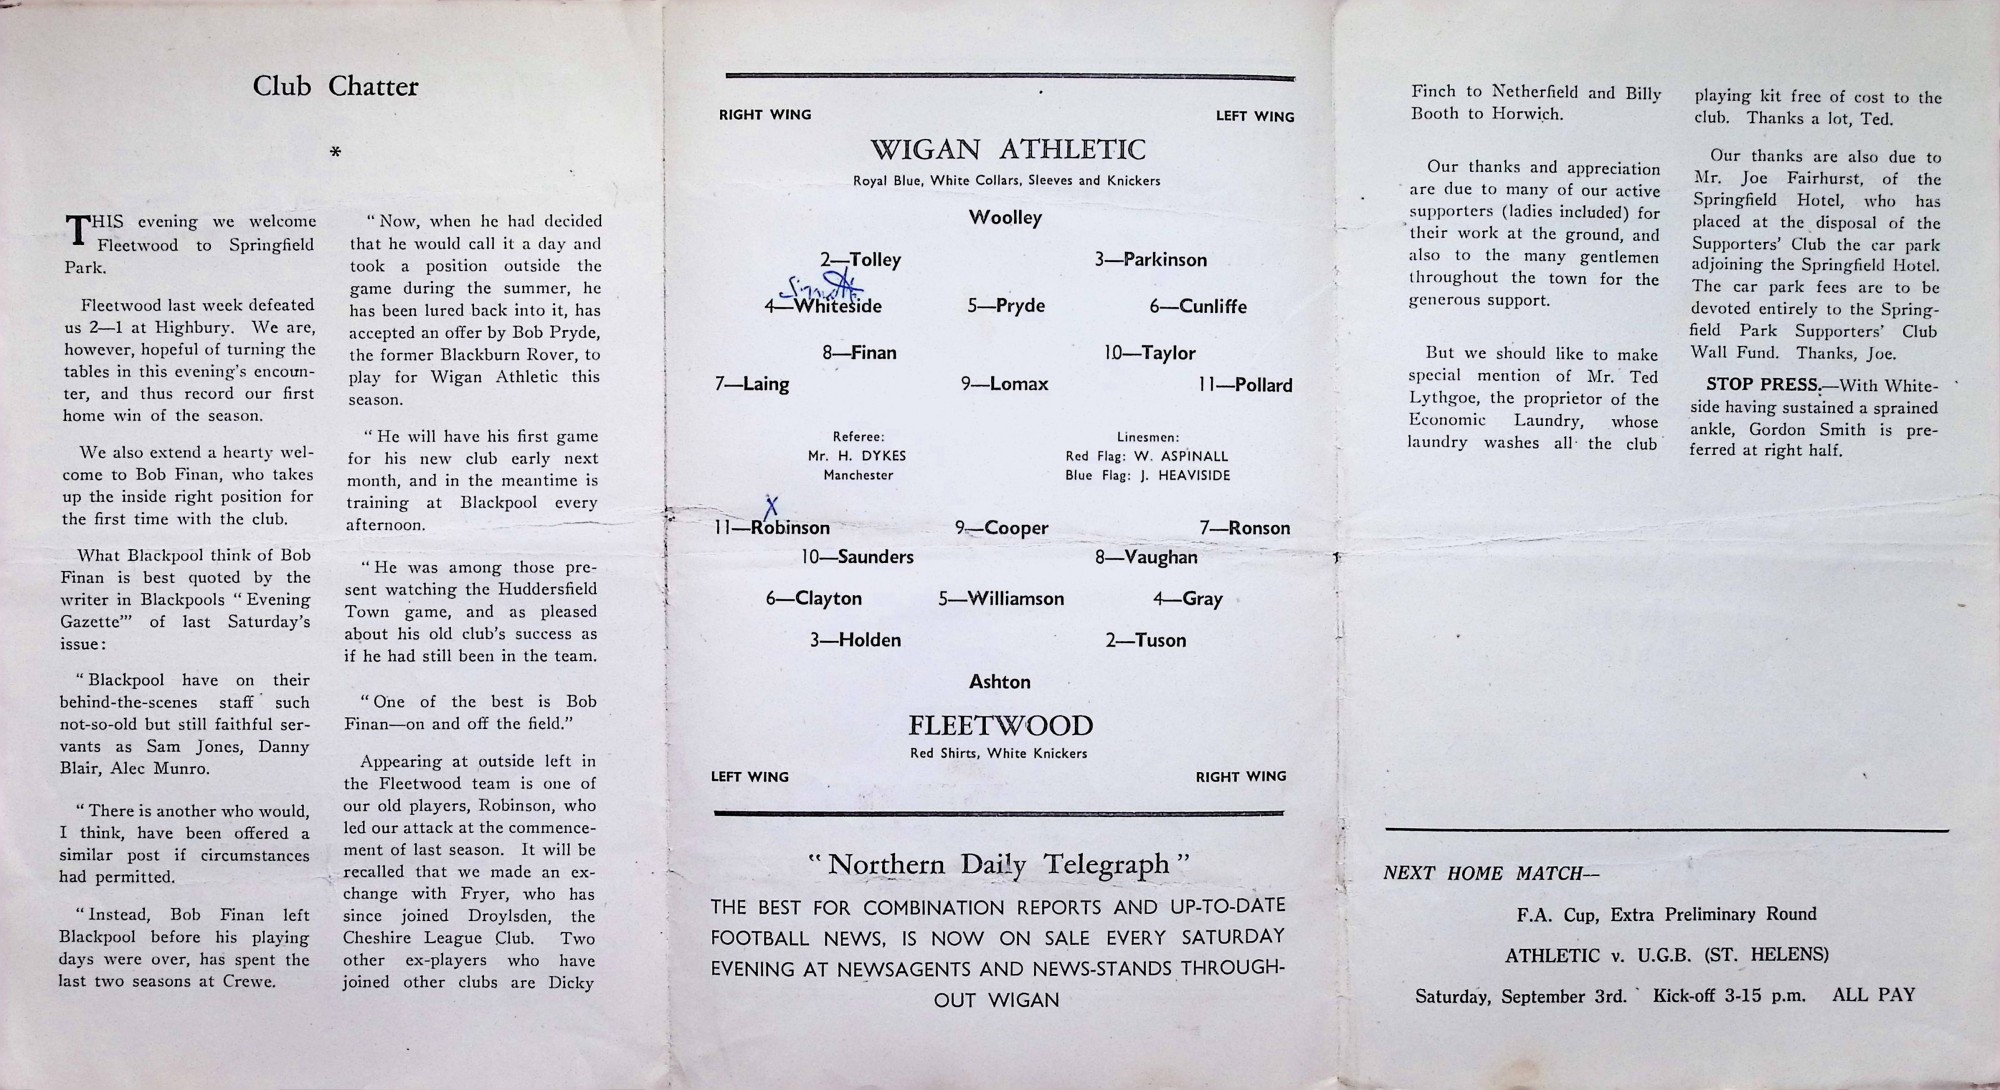 Club Chatter
*
THIS evening we welcome
Fleetwood to Springfield
Park.
Fleetwood last week defeated
us 2—1 at Highbury. We are,
however, hopeful of turning the
tables in this evening's encoun-
ter, and thus record our first
home win of the season.
We also extend a hearty wel-
come to Bob Finan, who takes
up the inside right position for
the first time with the club.
What Blackpool think of Bob
Finan is best quoted by the
writer in Blackpools “ Evening
Gazette”' of last Saturday's
issue:
“ Blackpool have on their
behind-the-scenes staff such
not-so-old but still faithful ser-
vants as Sam Jones, Danny
Blair, Alec Munro.
“ There is another who would,
I think, have been offered a
similar post if circumstances
had permitted.
“ Instead, Bob Finan left
Blackpool before his playing
days were over, has spent the
last two seasons at Crewe.
“ Now, when he had decided
that he would call it a day and
took a position outside the
game during the summer, he
has been lured back into it, has
accepted an offer by Bob Pryde,
the former Blackburn Rover, to
play for Wigan Athletic this
season.
“ He will have his first game
for his new club early next
month, and in the meantime is
training at Blackpool every
afternoon.
“ He was among those pre-
sent watching the Huddersfield
Town game, and as pleased
about his old club's success as
if he had still been in the team.
“ One of the best is Bob
Finan—on and off the field.”
Appearing at outside left in
the Fleetwood team is one of
our old players, Robinson, who
led our attack at the commence-
ment of last season. It will be
recalled that we made an ex-
change with Fryer, who has
since joined Droylsden, the
Cheshire League Club. Two
other ex-players who have
joined other clubs are Dicky
RIGHT WING LEFT WING
WIGAN ATHLETIC
Royal Blue, White Collars, Sleeves and Knickers
Woolley
2—Tolley 3—Parkinson
Smith
4—Whiteside 5—Pryde 6—Cunliffe
8—Finan 10—Taylor
7—Laing 9—Lomax 11—Pollard
Referee: Linesmen:
Mr. H. DYKES Red Flag: W. ASPINALL
Manchester Blue Flag: J. HEAVISIDE
X
11—Robinson 9—Cooper 7—Ronson
10—Saunders 8—Vaughan
6—Clayton 5—Williamson 4—Gray
3—Holden 2—Tuson
Ashton
FLEETWOOD
Red Shirts, White Knickers
LEFT WING RIGHT WING
“ Northern Daily Telegraph ”
THE BEST FOR COMBINATION REPORTS AND UP-TO-DATE
FOOTBALL NEWS, IS NOW ON SALE EVERY SATURDAY
EVENING AT NEWSAGENTS AND NEWS-STANDS THROUGH-
OUT WIGAN
Finch to Netherfield and Billy
Booth to Horwich.
Our thanks and appreciation
are due to many of our active
supporters (ladies included) for
their work at the ground, and
also to the many gentlemen
throughout the town for the
generous support.
But we should like to make
special mention of Mr. Ted
Lythgoe, the proprietor of the
Economic Laundry, whose
laundry washes all the club
playing kit free of cost to the
club. Thanks a lot, Ted.
Our thanks are also due to
Mr. Joe Fairhurst, of the
Springfield Hotel, who has
placed at the disposal of the
Supporters' Club the car park
adjoining the Springfield Hotel.
The car park fees are to be
devoted entirely to the Spring-
field Park Supporters' Club
Wall Fund. Thanks, Joe.
STOP PRESS.—With White-
side having sustained a sprained
ankle, Gordon Smith is pre-
ferred at right half.
NEXT HOME MATCH—
F.A. Cup, Extra Preliminary Round
ATHLETIC v. U.G.B. (ST. HELENS)
Saturday, September 3rd. Kick-off 3-15 p.m. ALL PAY